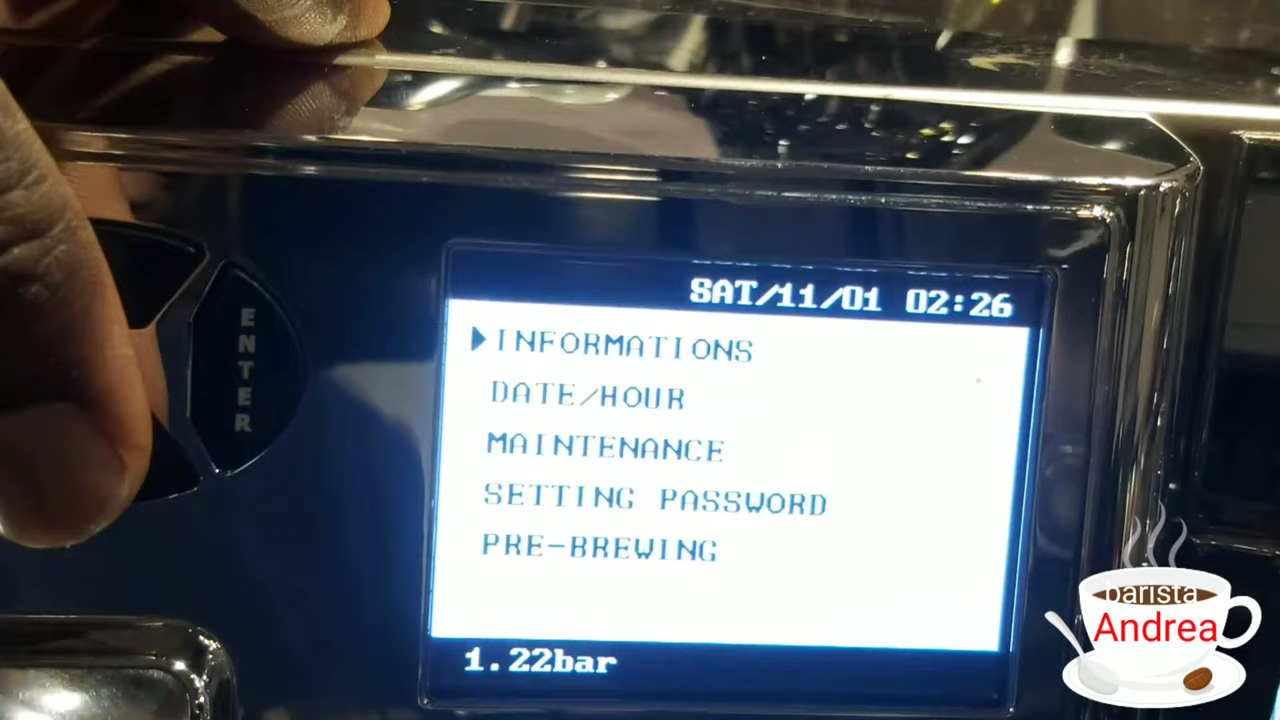 SAT/11/01 02:26
ENTER
INFORMATIONS
DATE/HOUR
MAINTENANCE
SETTING PASSWORD
PRE-BREWING
1.22bar
barista
Andrea